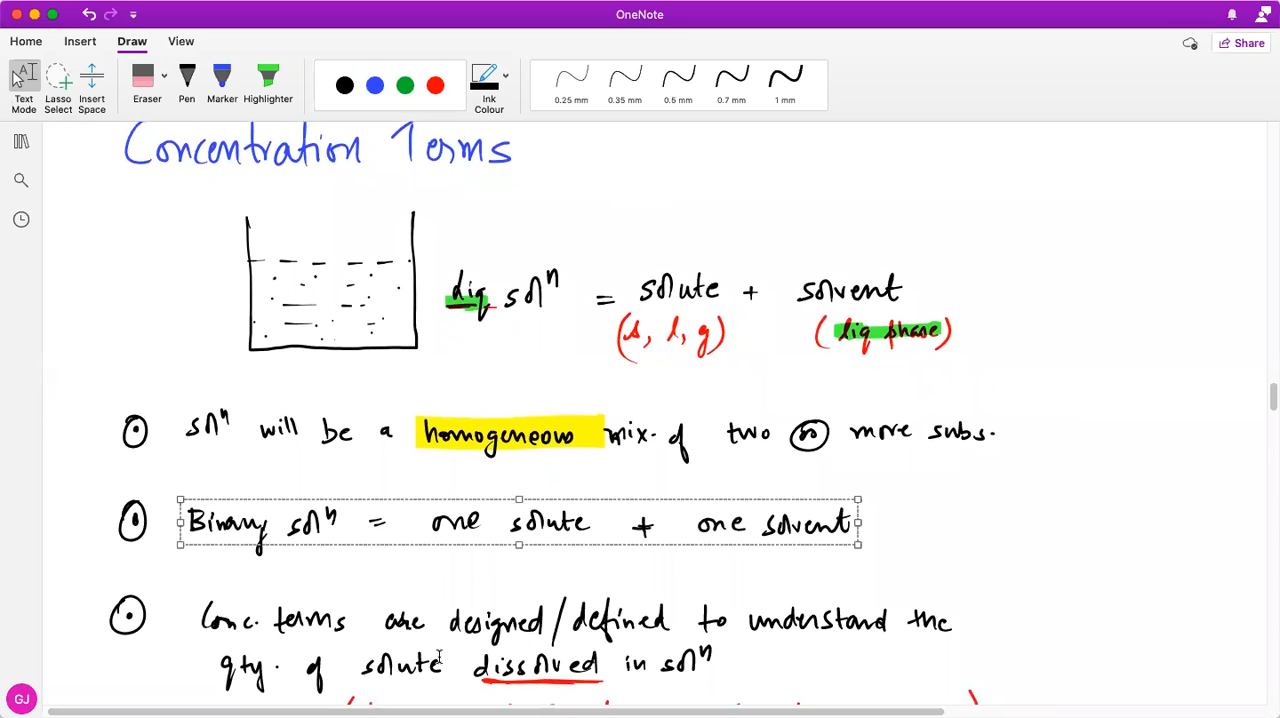 OneNote
Home Insert Draw View Share
Text Mode Lasso Select Insert Space Eraser Pen Marker Highlighter Ink Colour 0.25 mm 0.35 mm 0.5 mm 0.7 mm 1 mm
Concentration Terms
liq solⁿ = solute + solvent
(s, l, g) (liq phase)
solⁿ will be a homogeneous mix. of two or more subs.
Binary solⁿ = one solute + one solvent
Conc. terms are designed/defined to understand the
qty. of solute dissolved in solⁿ
GJ